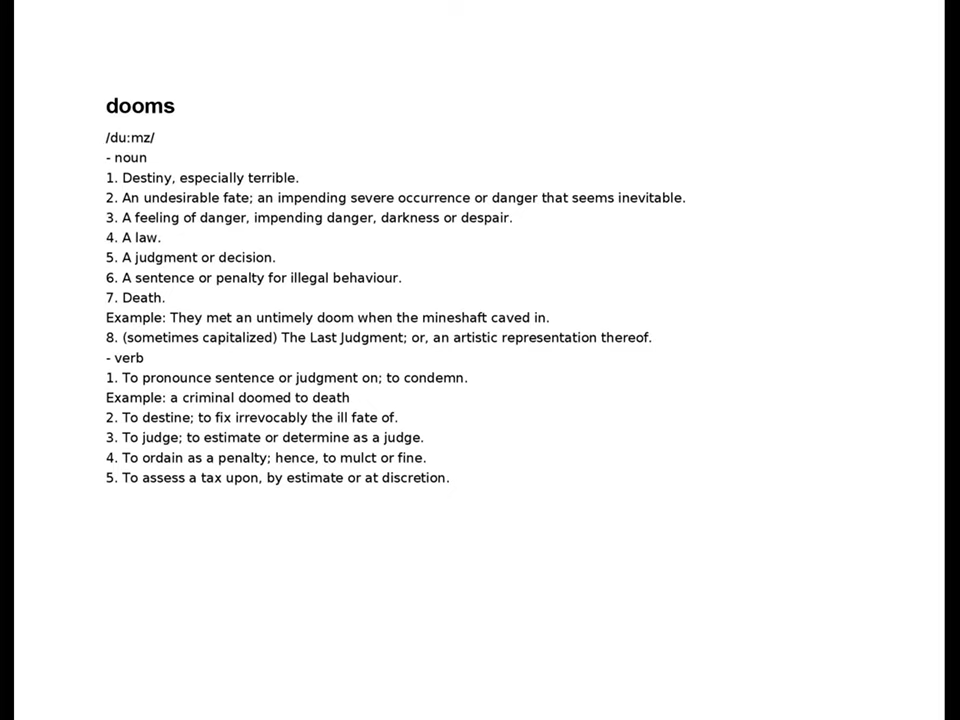 dooms
/du:mz/
- noun
1. Destiny, especially terrible.
2. An undesirable fate; an impending severe occurrence or danger that seems inevitable.
3. A feeling of danger, impending danger, darkness or despair.
4. A law.
5. A judgment or decision.
6. A sentence or penalty for illegal behaviour.
7. Death.
Example: They met an untimely doom when the mineshaft caved in.
8. (sometimes capitalized) The Last Judgment; or, an artistic representation thereof.
- verb
1. To pronounce sentence or judgment on; to condemn.
Example: a criminal doomed to death
2. To destine; to fix irrevocably the ill fate of.
3. To judge; to estimate or determine as a judge.
4. To ordain as a penalty; hence, to mulct or fine.
5. To assess a tax upon, by estimate or at discretion.